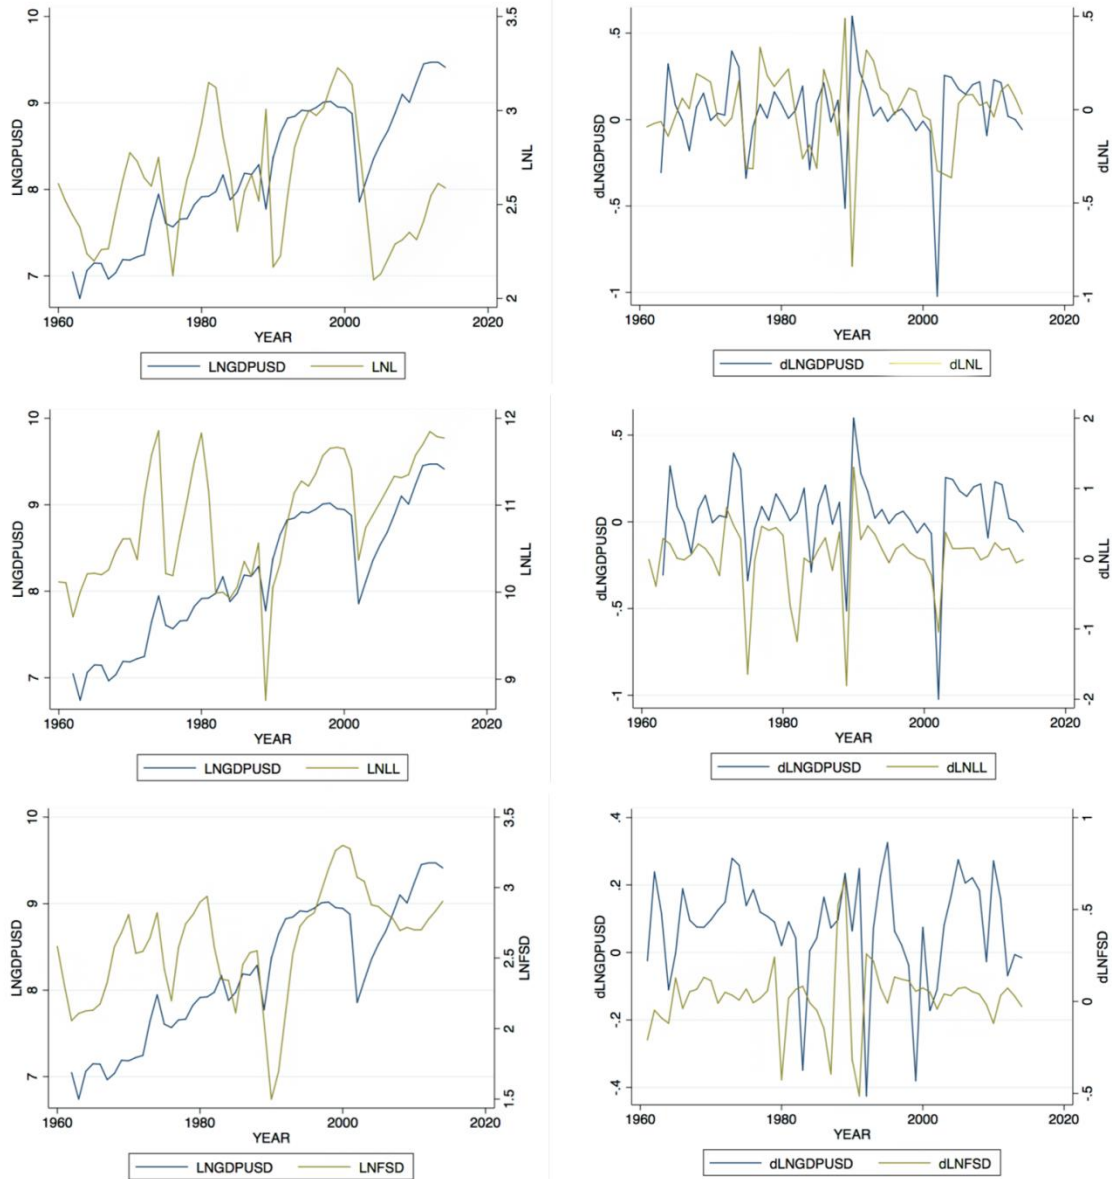 10
9
8
7
LNGDPUSD
3.5
3
2.5
2
LNL
1960 1980 2000 2020
YEAR
LNGDPUSD LNL
.5
0
-.5
-1
dLNGDPUSD
.5
0
-.5
-1
dLNL
1960 1980 2000 2020
YEAR
dLNGDPUSD dLNL
10
9
8
7
LNGDPUSD
12
11
10
9
LNLL
1960 1980 2000 2020
YEAR
LNGDPUSD LNLL
.5
0
-.5
-1
dLNGDPUSD
2
1
0
-1
-2
dLNLL
1960 1980 2000 2020
YEAR
dLNGDPUSD dLNLL
10
9
8
7
LNGDPUSD
3.5
3
2.5
2
1.5
LNFSD
1960 1980 2000 2020
YEAR
LNGDPUSD LNFSD
.4
.2
0
-.2
-.4
dLNGDPUSD
1
.5
0
-.5
dLNFSD
1960 1980 2000 2020
YEAR
dLNGDPUSD dLNFSD